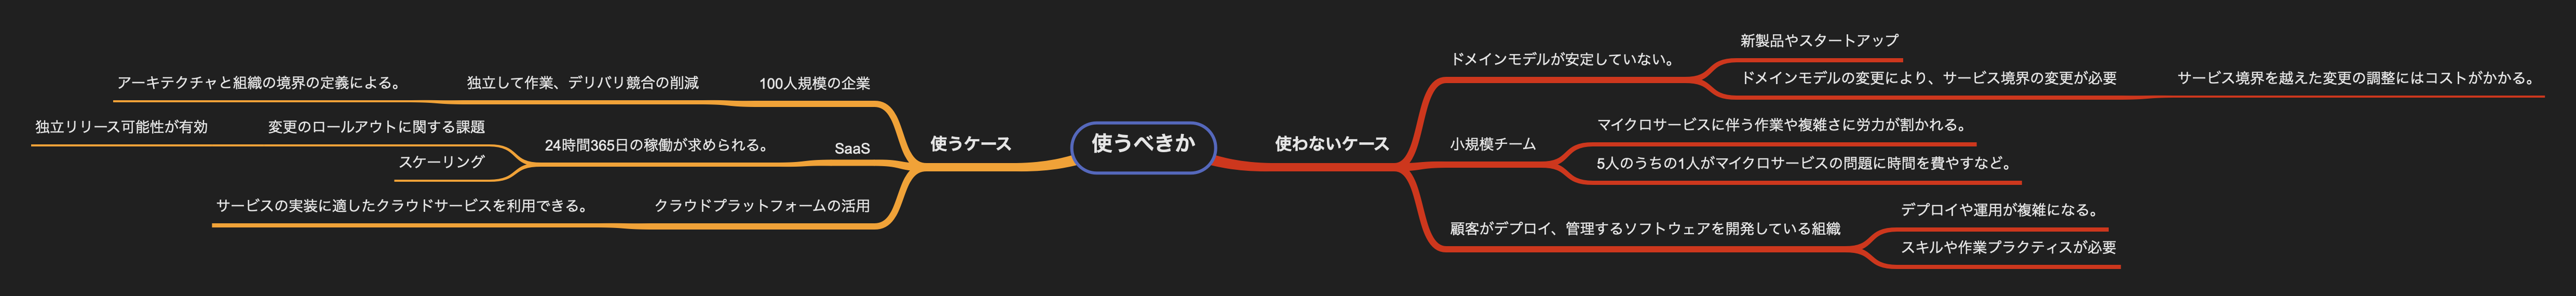 使うべきか
使うケース
100人規模の企業
独立して作業、デリバリ競合の削減
アーキテクチャと組織の境界の定義による。
SaaS
24時間365日の稼働が求められる。
変更のロールアウトに関する課題
独立リリース可能性が有効
スケーリング
クラウドプラットフォームの活用
サービスの実装に適したクラウドサービスを利用できる。
使わないケース
ドメインモデルが安定していない。
新製品やスタートアップ
ドメインモデルの変更により、サービス境界の変更が必要
サービス境界を越えた変更の調整にはコストがかかる。
小規模チーム
マイクロサービスに伴う作業や複雑さに労力が割かれる。
5人のうちの1人がマイクロサービスの問題に時間を費やすなど。
顧客がデプロイ、管理するソフトウェアを開発している組織
デプロイや運用が複雑になる。
スキルや作業プラクティスが必要